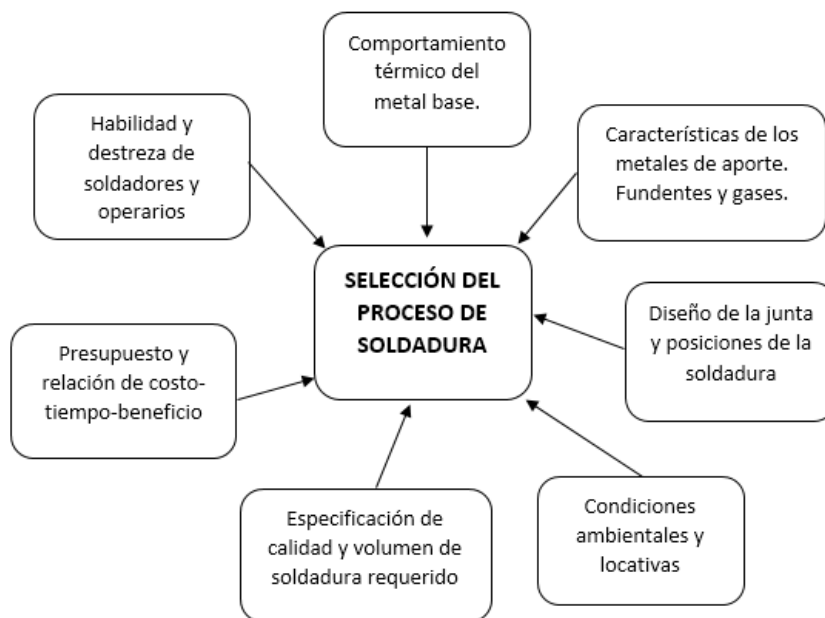 Comportamiento
térmico del
metal base.
Habilidad y
destreza de
soldadores y
operarios
Características de los
metales de aporte.
Fundentes y gases.
SELECCIÓN DEL
PROCESO DE
SOLDADURA
Diseño de la junta
y posiciones de la
soldadura
Presupuesto y
relación de costo-
tiempo-beneficio
Especificación de
calidad y volumen de
soldadura requerido
Condiciones
ambientales y
locativas